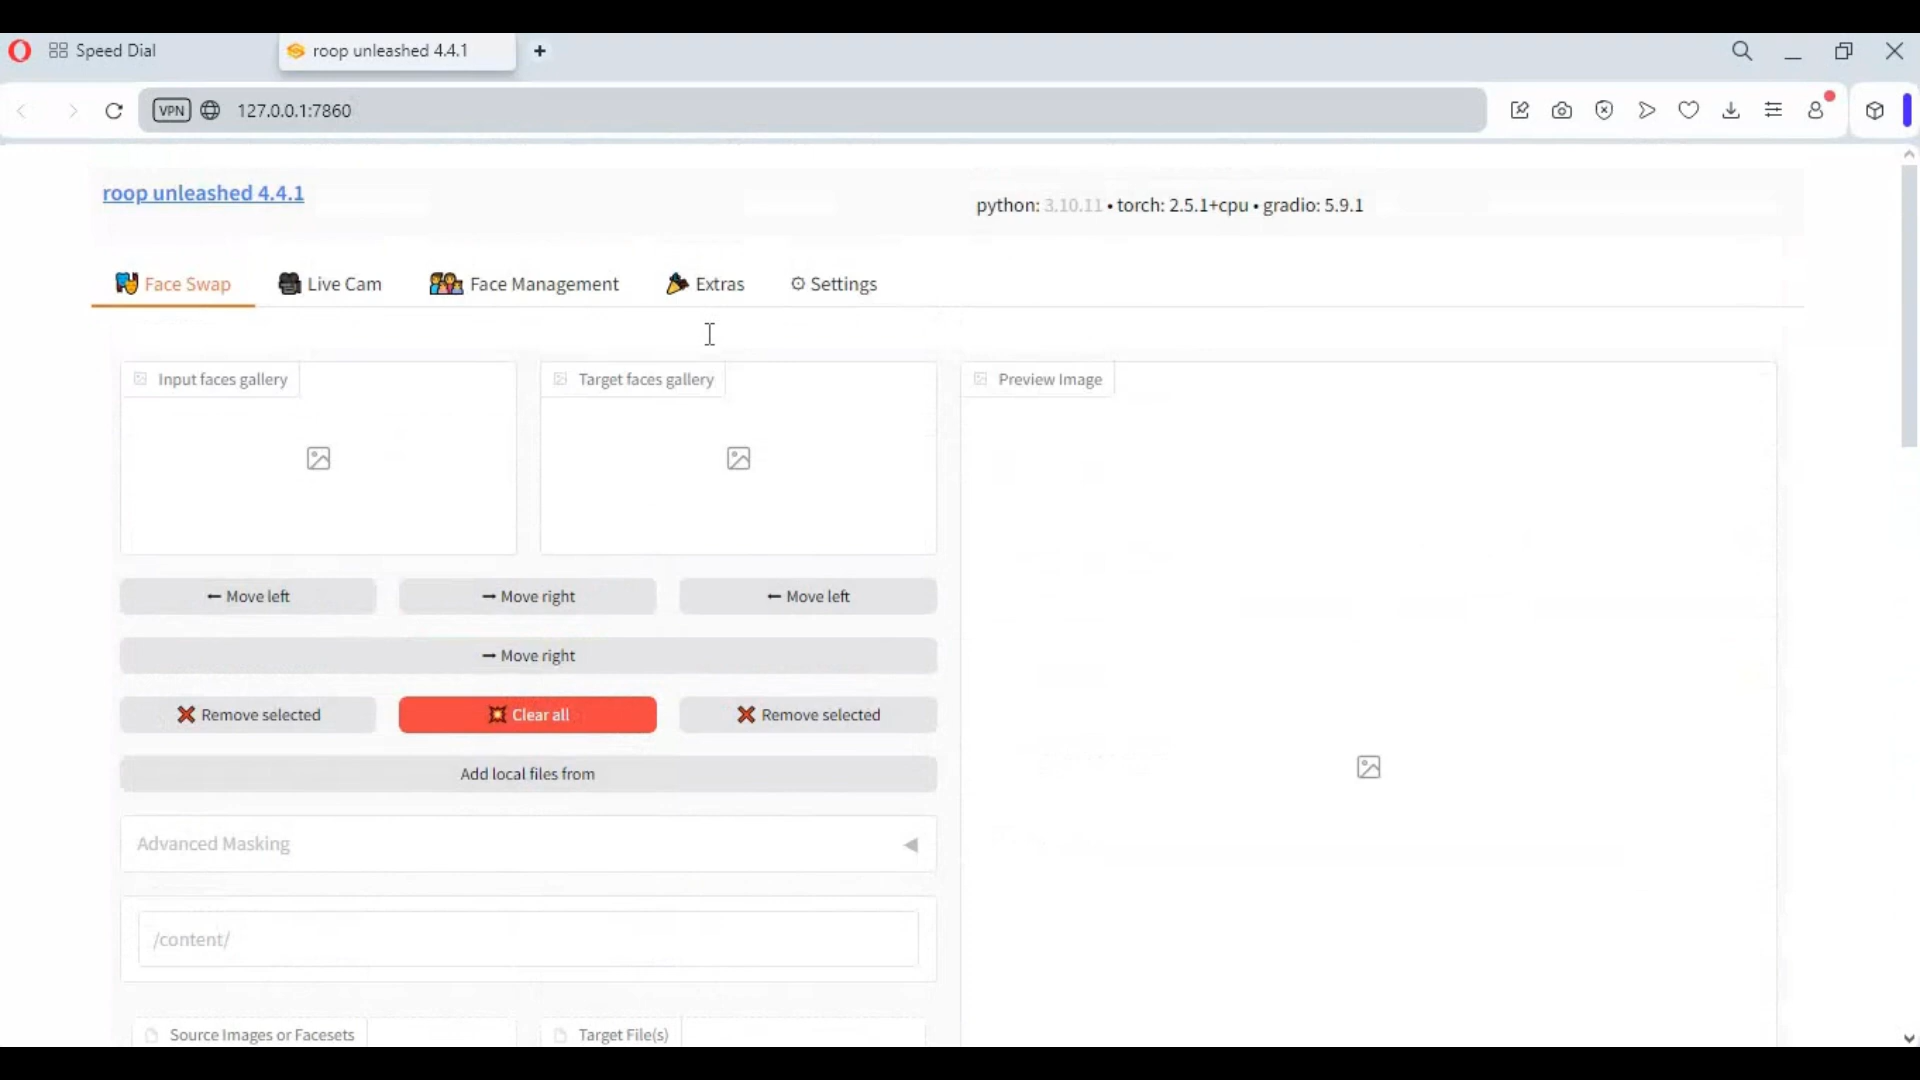 Speed Dial
roop unleashed 4.4.1
VPN
127.0.0.1:7860
roop unleashed 4.4.1
python: 3.10.11 • torch: 2.5.1+cpu • gradio: 5.9.1
Face Swap
Live Cam
Face Management
Extras
Settings
Input faces gallery
Target faces gallery
Preview Image
← Move left
→ Move right
← Move left
→ Move right
❌ Remove selected
💥 Clear all
❌ Remove selected
Add local files from
Advanced Masking
/content/
Source Images or Facesets
Target File(s)